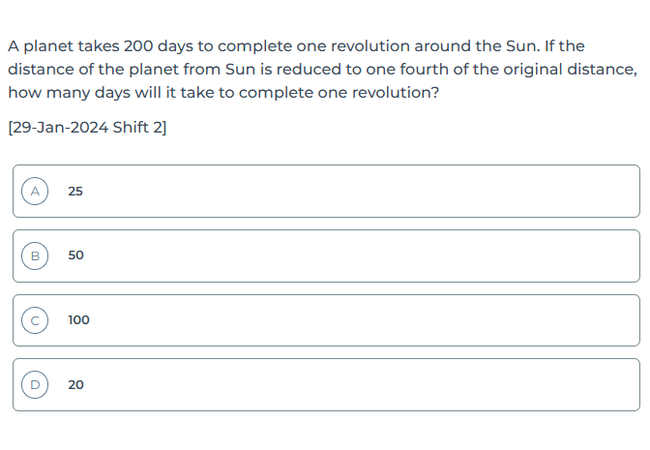 A planet takes 200 days to complete one revolution around the Sun. If the
distance of the planet from Sun is reduced to one fourth of the original distance,
how many days will it take to complete one revolution?
[29-Jan-2024 Shift 2]
A 25
B 50
C 100
D 20